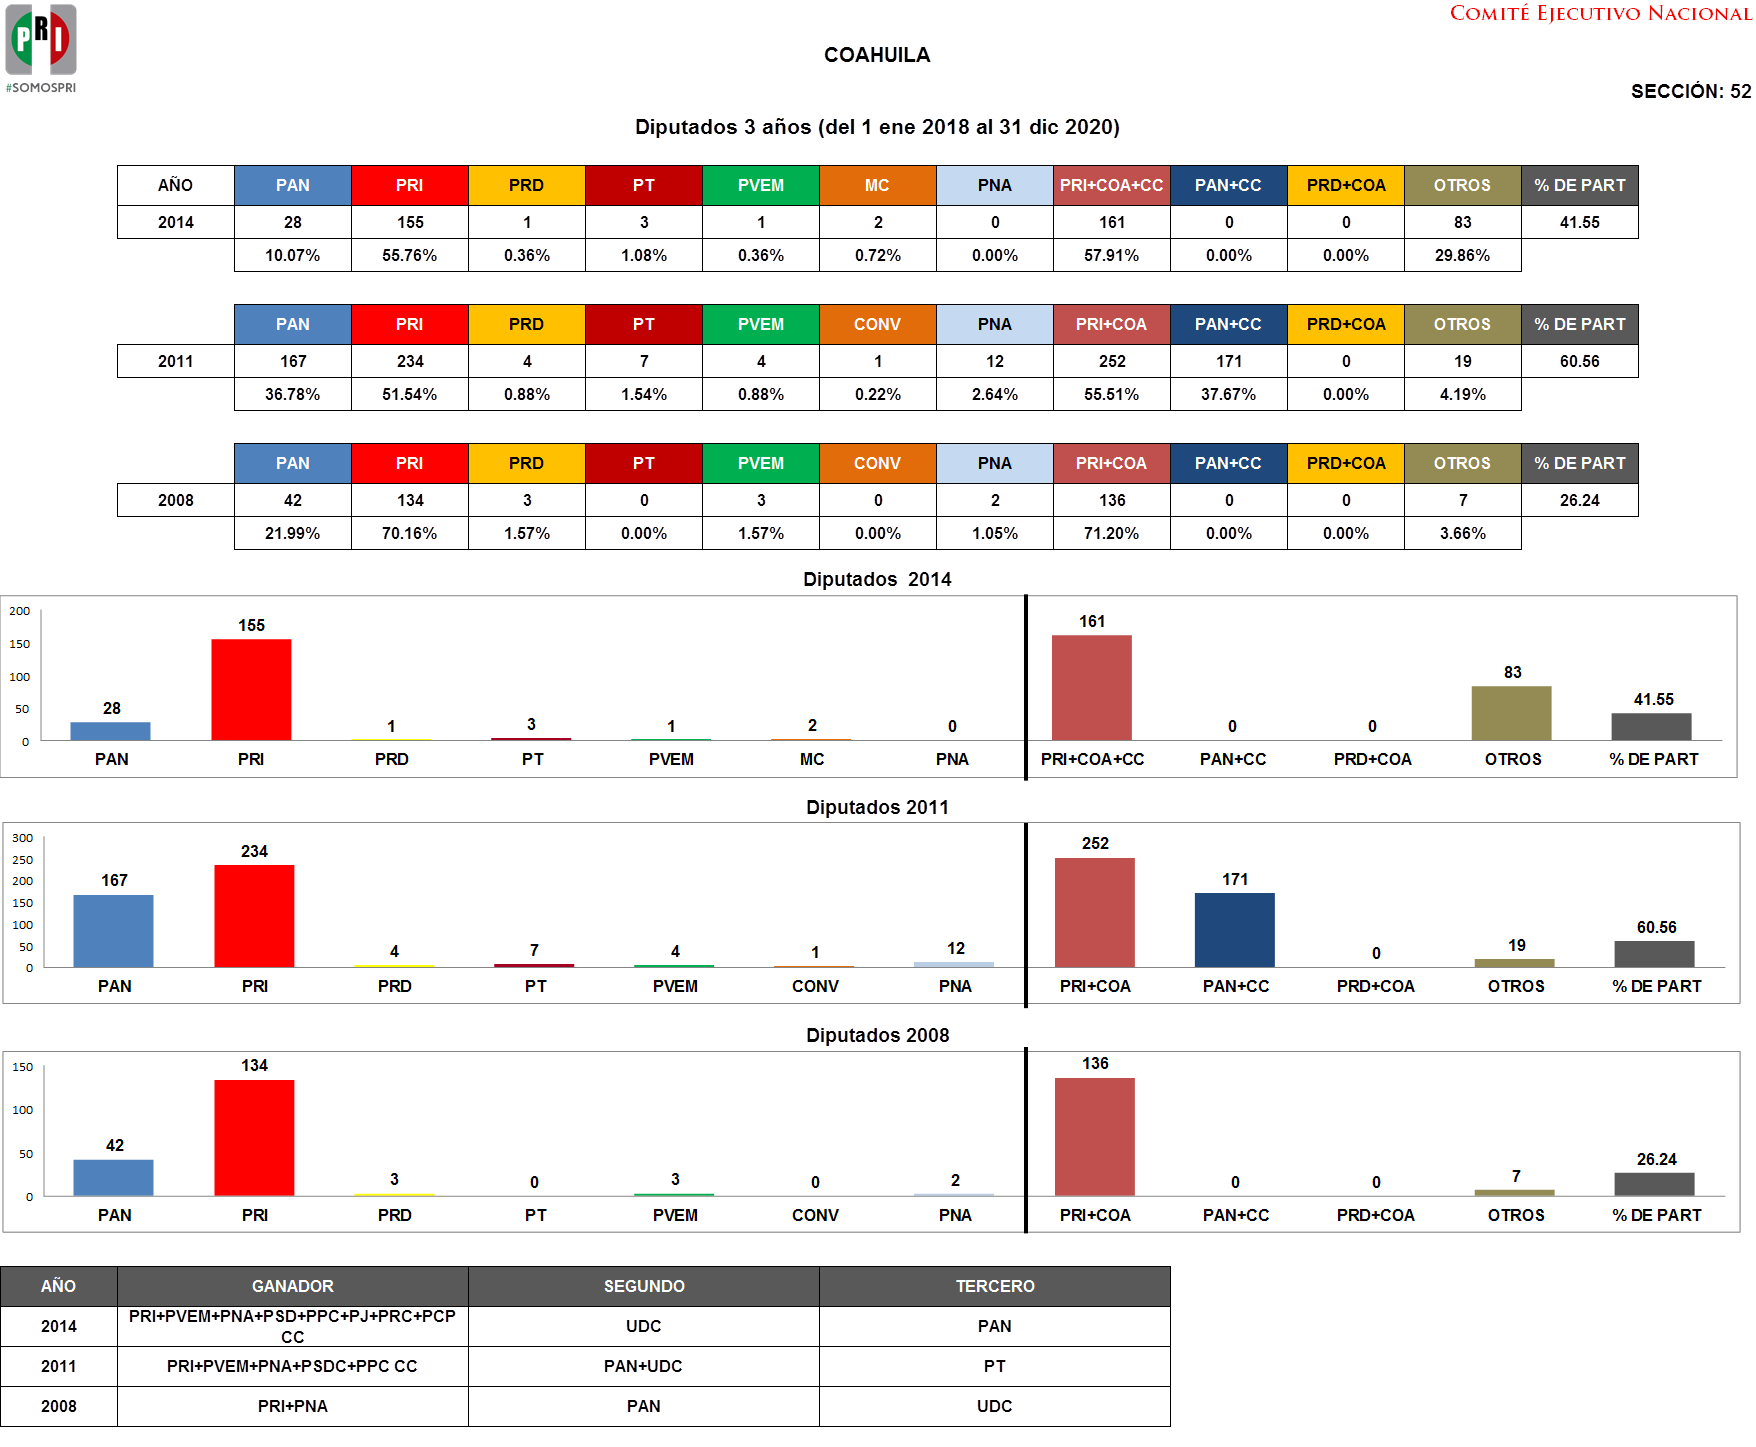 PRI
#SOMOSPRI
COMITÉ EJECUTIVO NACIONAL
COAHUILA
SECCIÓN: 52
Diputados 3 años (del 1 ene 2018 al 31 dic 2020)
AÑO PAN PRI PRD PT PVEM MC PNA PRI+COA+CC PAN+CC PRD+COA OTROS % DE PART
2014 28 155 1 3 1 2 0 161 0 0 83 41.55
10.07% 55.76% 0.36% 1.08% 0.36% 0.72% 0.00% 57.91% 0.00% 0.00% 29.86%
PAN PRI PRD PT PVEM CONV PNA PRI+COA PAN+CC PRD+COA OTROS % DE PART
2011 167 234 4 7 4 1 12 252 171 0 19 60.56
36.78% 51.54% 0.88% 1.54% 0.88% 0.22% 2.64% 55.51% 37.67% 0.00% 4.19%
PAN PRI PRD PT PVEM CONV PNA PRI+COA PAN+CC PRD+COA OTROS % DE PART
2008 42 134 3 0 3 0 2 136 0 0 7 26.24
21.99% 70.16% 1.57% 0.00% 1.57% 0.00% 1.05% 71.20% 0.00% 0.00% 3.66%
Diputados 2014
200
150
100
50
0
28 155 1 3 1 2 0 161 0 0 83 41.55
PAN PRI PRD PT PVEM MC PNA PRI+COA+CC PAN+CC PRD+COA OTROS % DE PART
Diputados 2011
300
250
200
150
100
50
0
167 234 4 7 4 1 12 252 171 0 19 60.56
PAN PRI PRD PT PVEM CONV PNA PRI+COA PAN+CC PRD+COA OTROS % DE PART
Diputados 2008
150
100
50
0
42 134 3 0 3 0 2 136 0 0 7 26.24
PAN PRI PRD PT PVEM CONV PNA PRI+COA PAN+CC PRD+COA OTROS % DE PART
AÑO GANADOR SEGUNDO TERCERO
2014 PRI+PVEM+PNA+PSD+PPC+PJ+PRC+PCP CC UDC PAN
2011 PRI+PVEM+PNA+PSDC+PPC CC PAN+UDC PT
2008 PRI+PNA PAN UDC